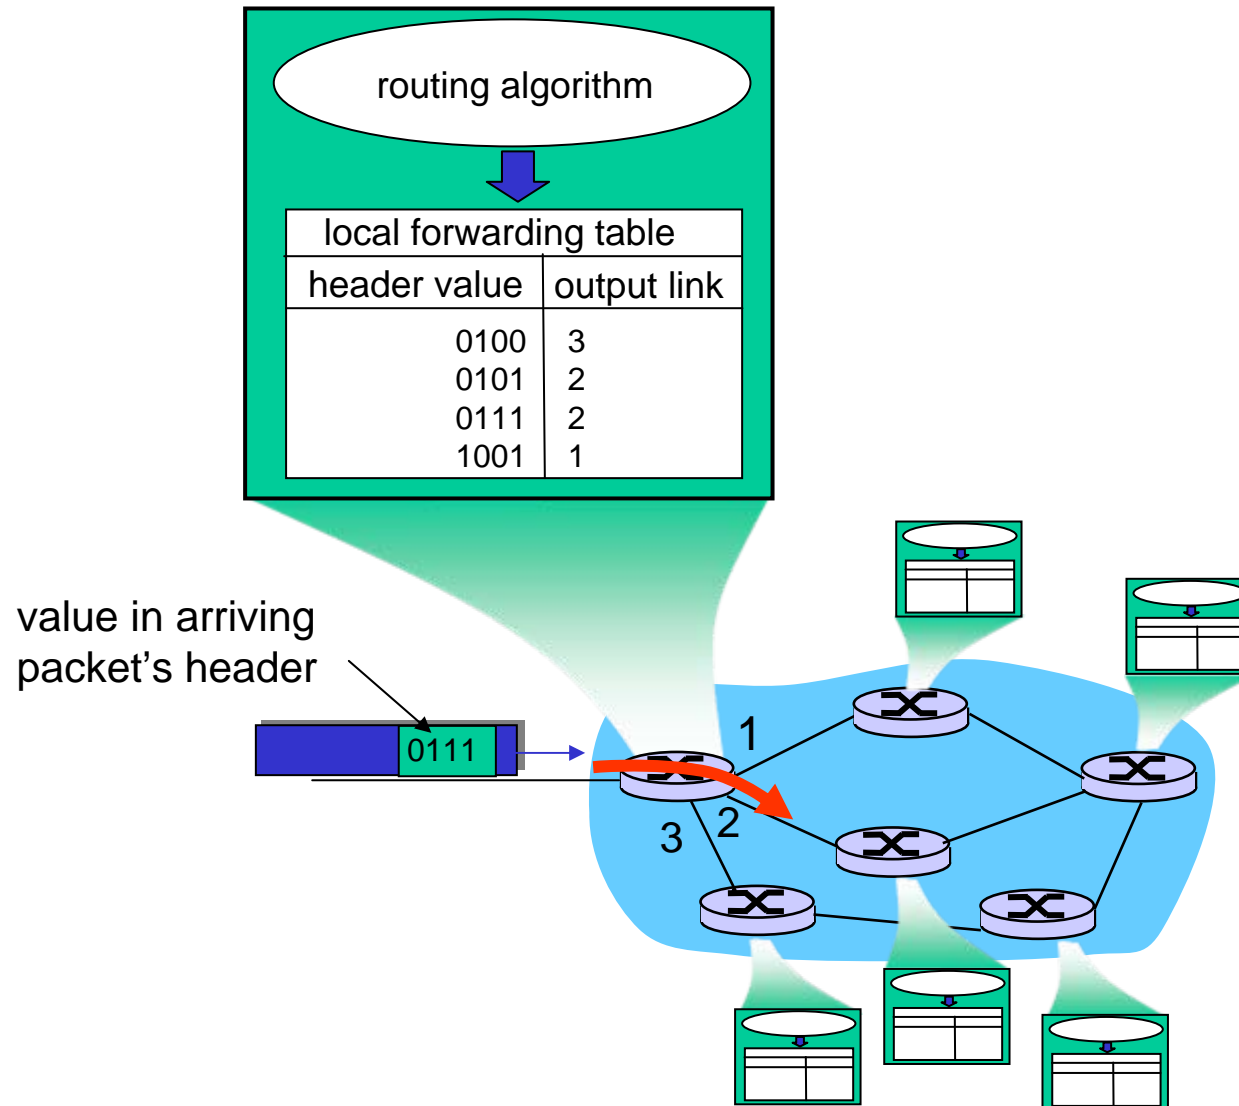 routing algorithm
local forwarding table
header value output link
0100 3
0101 2
0111 2
1001 1
value in arriving
packet’s header
0111
1
2
3